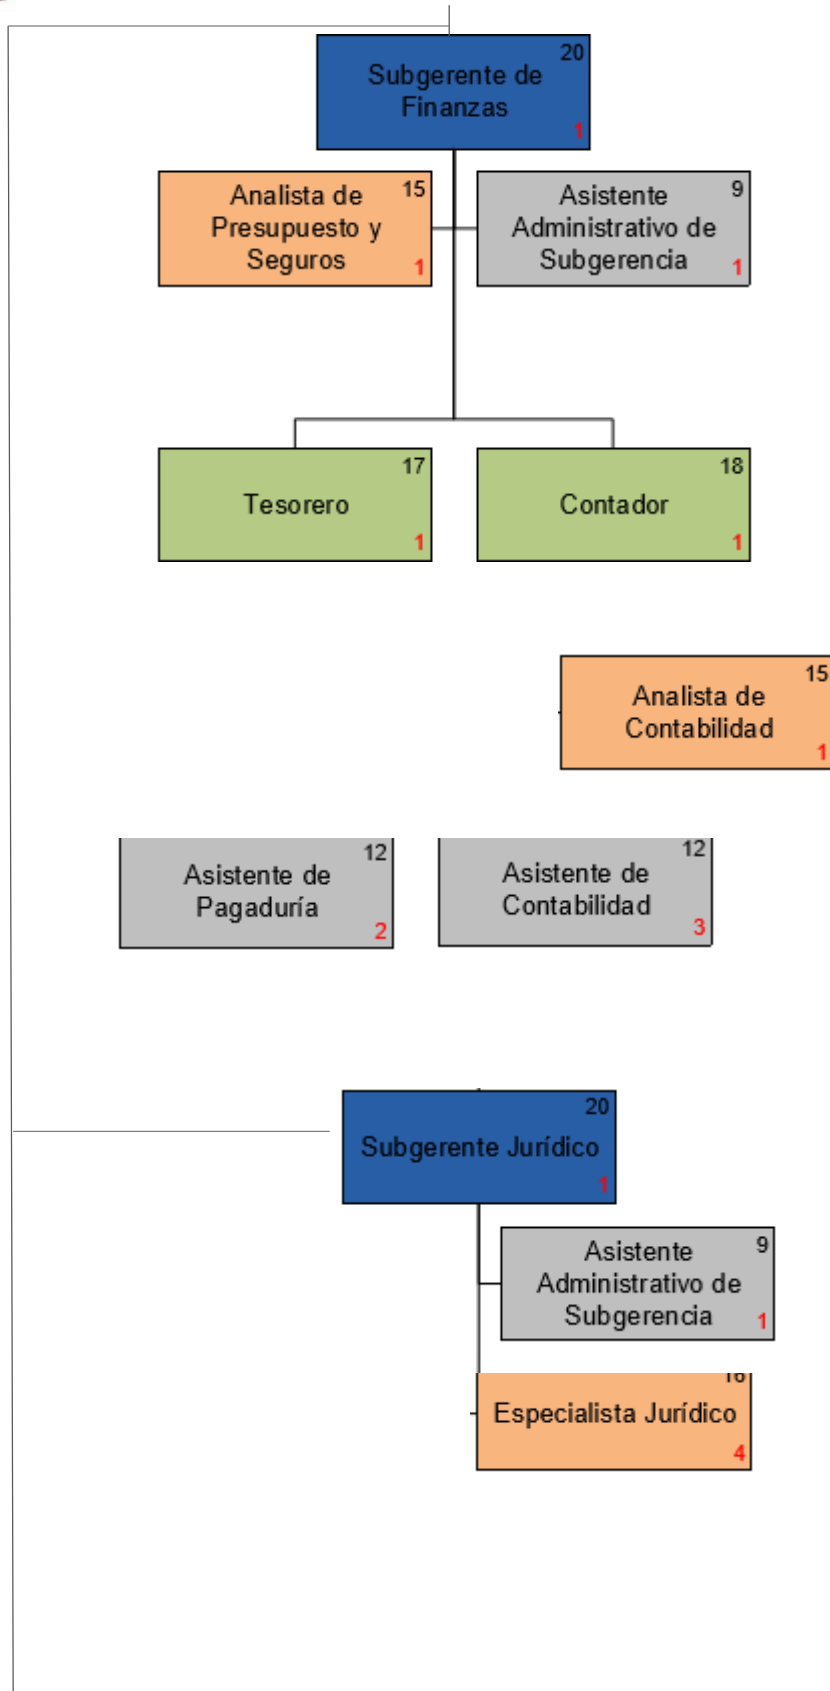 20
Subgerente de
Finanzas
1
Analista de
15
Presupuesto y
Seguros
1
Asistente
9
Administrativo de
Subgerencia
1
17
Tesorero
1
18
Contador
1
15
Analista de
Contabilidad
1
12
Asistente de
Pagaduría
2
12
Asistente de
Contabilidad
3
20
Subgerente Jurídico
1
Asistente
9
Administrativo de
Subgerencia
1
16
Especialista Jurídico
4